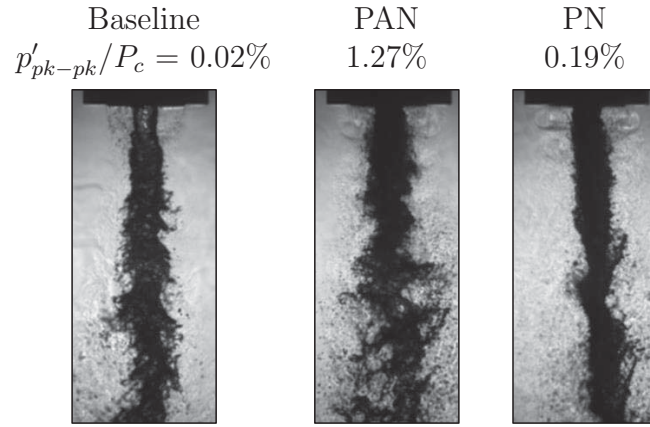 Baseline PAN PN
p′pk−pk/Pc = 0.02% 1.27% 0.19%